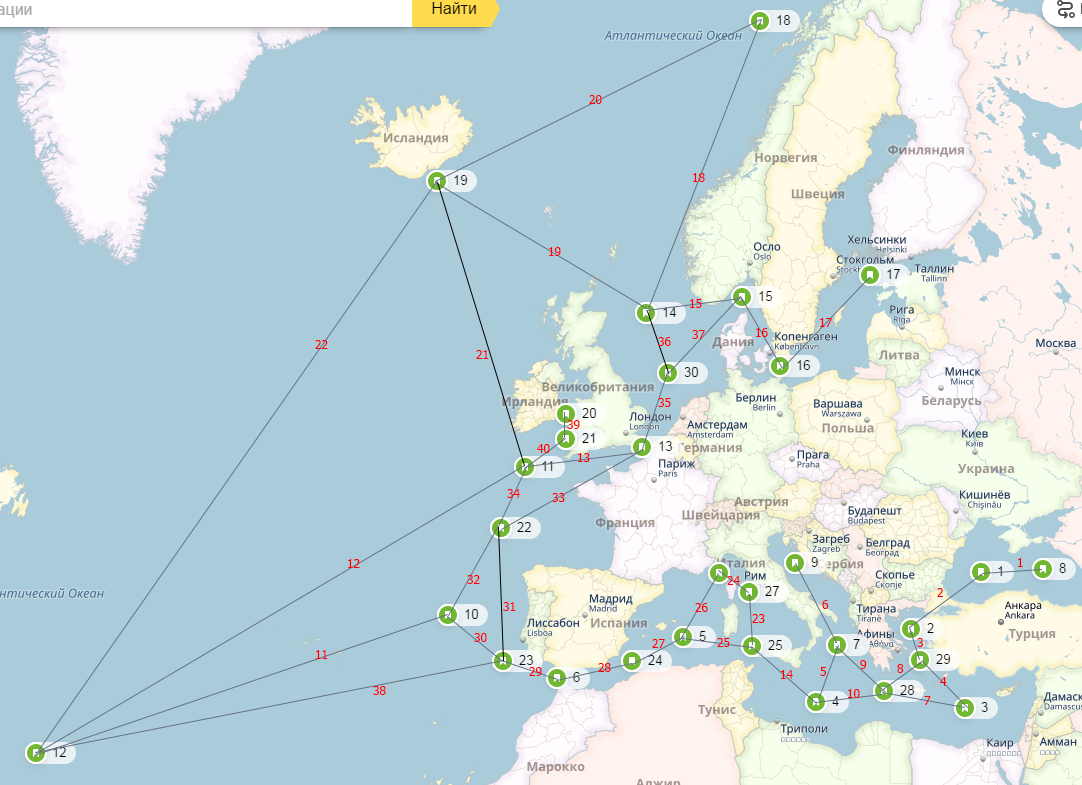 ации
Найти
18
Атлантический Океан
20
Исландия
Финляндия
Норвегия
18
19
Швеция
Хельсинки
Helsinki
Осло
Oslo
19
Стокгольм
Stockh
17
Таллин
Tallinn
15
15
14
Рига
Riga
17
16
36
37
Копенгаген
København
22
21
Дания
Москва
Литва
16
30
Минск
Мінск
Великобритания
Беларусь
Ирландия
35
Берлин
Berlin
Варшава
Warszawa
20
Лондон
London
39
Амстердам
Amsterdam
Польша
Киев
Київ
21
40
13
13
ермания
Прага
Praha
11
Париж
Paris
Украина
34
33
Кишинёв
Chișinău
Австрия
Будапешт
Budapest
Швейцария
22
Франция
Загреб
Zagreb
Белград
Београд
12
Италия
9
ербия
1
1
8
24
Рим
Скопье
Скопје
32
27
2
нтический Океан
31
Мадрид
Madrid
26
6
Тирана
Tiranë
Анкара
Ankara
10
Лиссабон
Lisboa
Испания
23
2
Турция
30
27
5
25
25
7
Афины
Αθήνα
3
11
23
29
28
24
9
8
29
14
5
4
38
6
10
28
7
3
Дамаск
Damascus
4
Тунис
Триполи
12
Каир
Амман
Марокко
Алжир